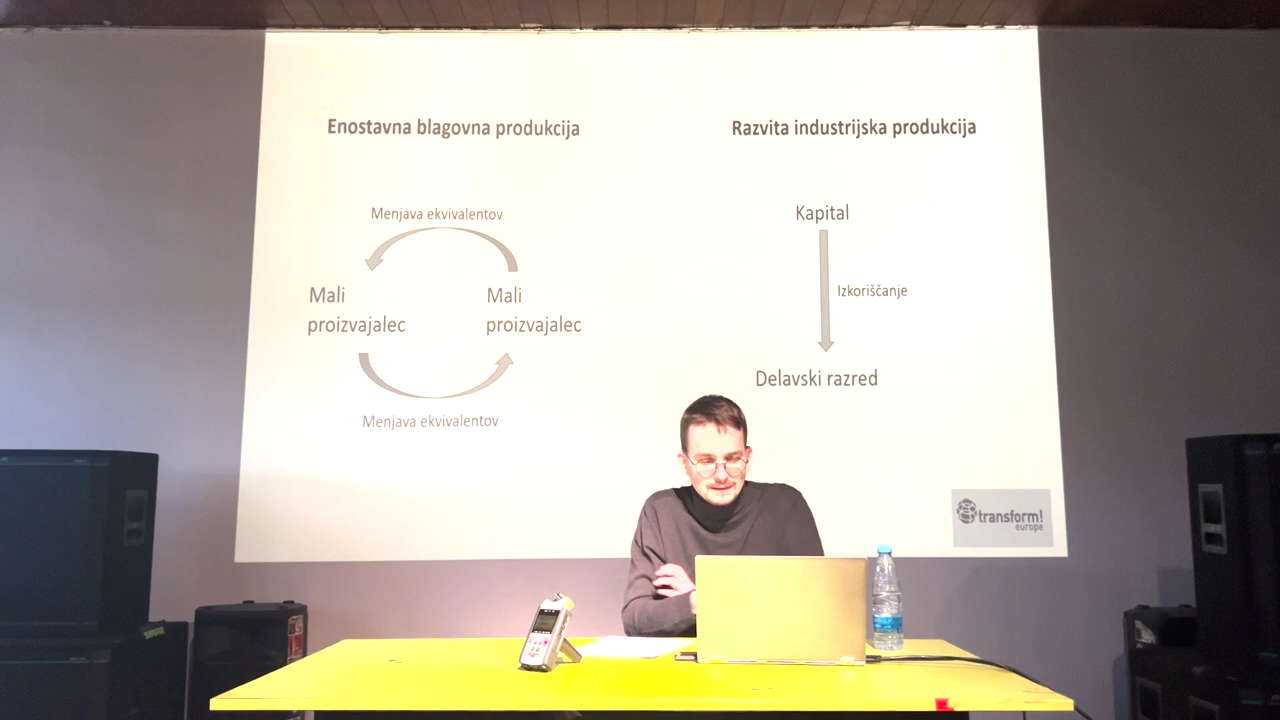 Enostavna blagovna produkcija
Menjava ekvivalentov
Mali
proizvajalec
Mali
proizvajalec
Menjava ekvivalentov
Razvita industrijska produkcija
Kapital
Izkoriščanje
Delavski razred
transform!
europe